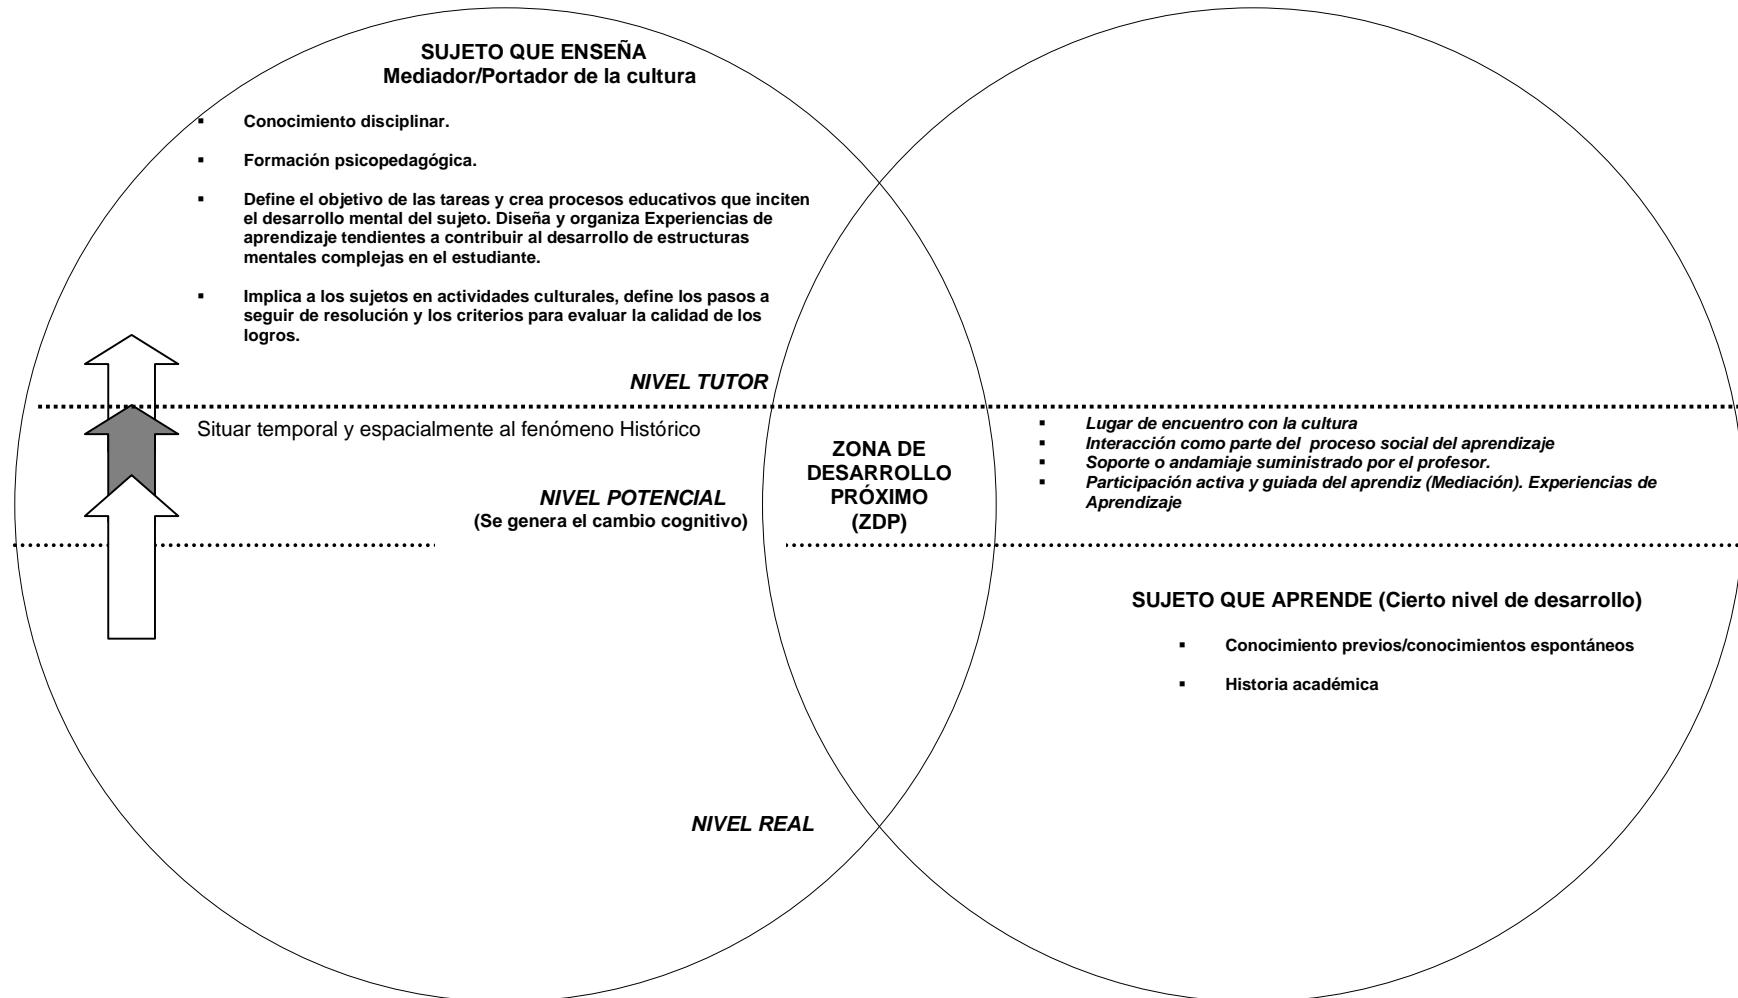 SUJETO QUE ENSEÑA
Mediador/Portador de la cultura
▪ Conocimiento disciplinar.
▪ Formación psicopedagógica.
▪ Define el objetivo de las tareas y crea procesos educativos que inciten
el desarrollo mental del sujeto. Diseña y organiza Experiencias de
aprendizaje tendientes a contribuir al desarrollo de estructuras
mentales complejas en el estudiante.
▪ Implica a los sujetos en actividades culturales, define los pasos a
seguir de resolución y los criterios para evaluar la calidad de los
logros.
NIVEL TUTOR
Situar temporal y espacialmente al fenómeno Histórico
NIVEL POTENCIAL
(Se genera el cambio cognitivo)
ZONA DE
DESARROLLO
PRÓXIMO
(ZDP)
▪ Lugar de encuentro con la cultura
▪ Interacción como parte del proceso social del aprendizaje
▪ Soporte o andamiaje suministrado por el profesor.
▪ Participación activa y guiada del aprendiz (Mediación). Experiencias de
Aprendizaje
SUJETO QUE APRENDE (Cierto nivel de desarrollo)
▪ Conocimiento previos/conocimientos espontáneos
▪ Historia académica
NIVEL REAL